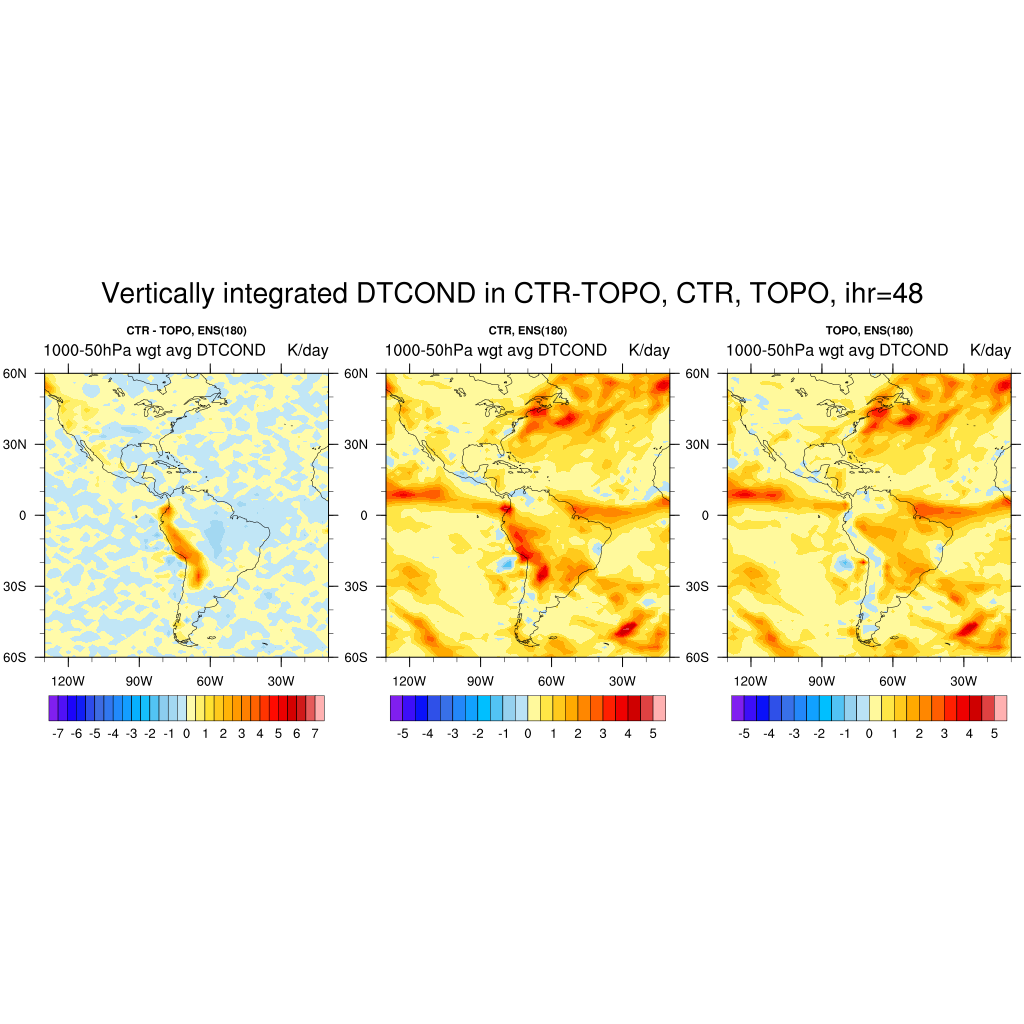 Vertically integrated DTCOND in CTR-TOPO, CTR, TOPO, ihr=48
CTR - TOPO, ENS(180)
1000-50hPa wgt avg DTCOND K/day
60N
30N
0
30S
60S
120W 90W 60W 30W
-7 -6 -5 -4 -3 -2 -1 0 1 2 3 4 5 6 7
CTR, ENS(180)
1000-50hPa wgt avg DTCOND K/day
60N
30N
0
30S
60S
120W 90W 60W 30W
-5 -4 -3 -2 -1 0 1 2 3 4 5
TOPO, ENS(180)
1000-50hPa wgt avg DTCOND K/day
60N
30N
0
30S
60S
120W 90W 60W 30W
-5 -4 -3 -2 -1 0 1 2 3 4 5